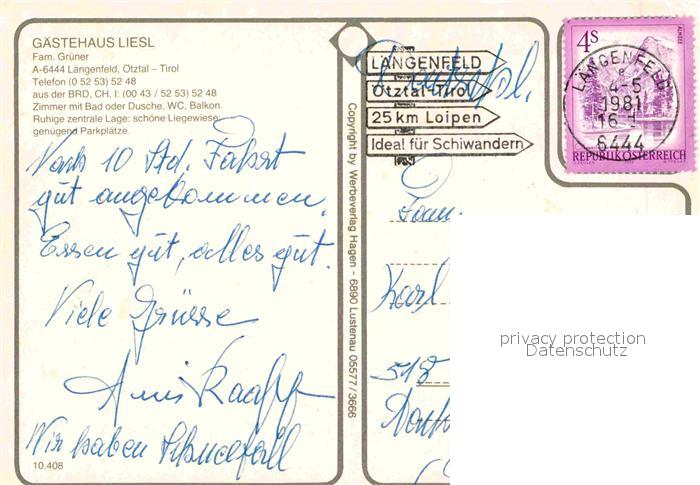 GÄSTEHAUS LIESL
Fam. Grüner
A-6444 Längenfeld, Ötztal – Tirol
Telefon (0 52 53) 52 48
aus der BRD, CH, I: (00 43 / 52 53) 52 48
Zimmer mit Bad oder Dusche, WC, Balkon.
Ruhige zentrale Lage: schöne Liegewiese;
genügend Parkplätze.
Nach 10 Std. Fahrt
gut angekommen.
Essen gut, alles gut.
Viele Grüsse
Wir haben Schneefall
10.408
Copyright by Werbeverlag Hagen - 6890 Lustenau 05577/3666
LÄNGENFELD
Ötztal-Tirol
25 km Loipen
Ideal für Schiwandern
4S
ALMSEE
REPUBLIK ÖSTERREICH
LÄNGENFELD
a
4-5
1981
6444
Fam.
Karl
privacy protection
Datenschutz